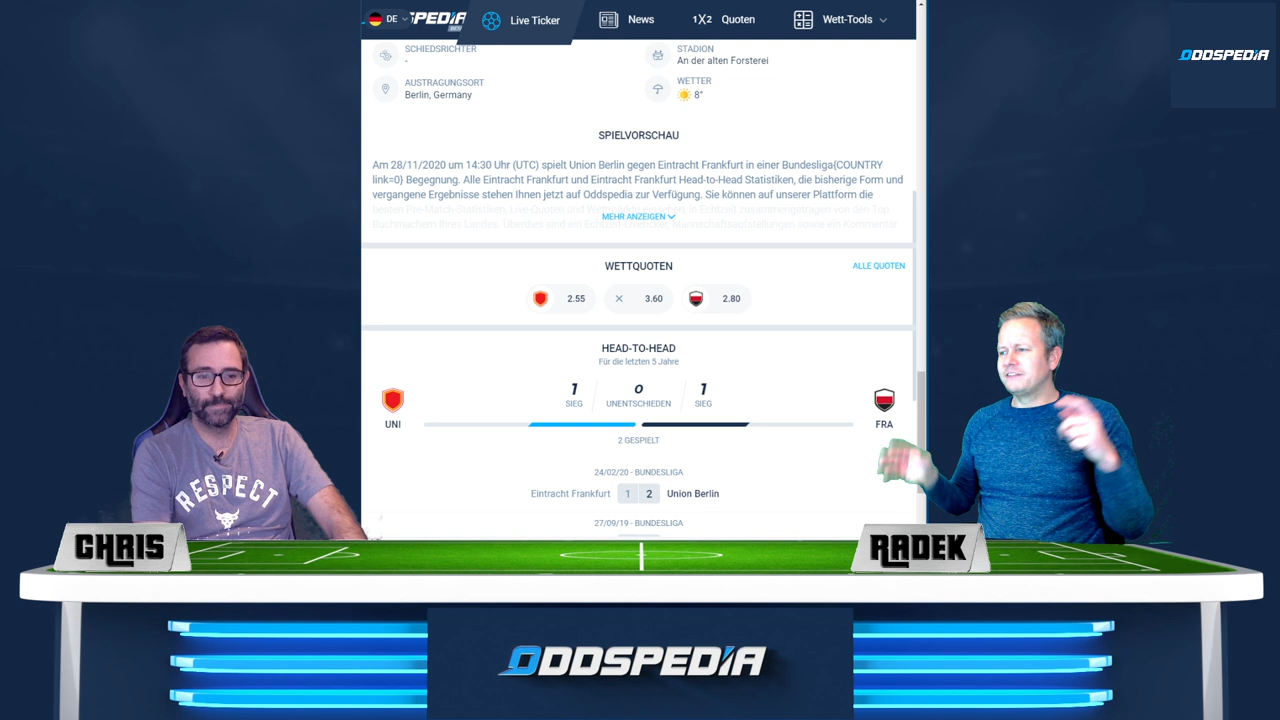 DE
Live Ticker
News
1X2 Quoten
Wett-Tools
ODDSPEDIA
SCHIEDSRICHTER
-
STADION
An der alten Forsterei
AUSTRAGUNGSORT
Berlin, Germany
WETTER
8°
SPIELVORSCHAU
Am 28/11/2020 um 14:30 Uhr (UTC) spielt Union Berlin gegen Eintracht Frankfurt in einer Bundesliga{COUNTRY
link=0} Begegnung. Alle Eintracht Frankfurt und Eintracht Frankfurt Head-to-Head Statistiken, die bisherige Form und
vergangene Ergebnisse stehen Ihnen jetzt auf Oddspedia zur Verfügung. Sie können auf unserer Plattform die
MEHR ANZEIGEN
WETTQUOTEN
ALLE QUOTEN
2.55
3.60
2.80
HEAD-TO-HEAD
Für die letzten 5 Jahre
1 0 1
SIEG UNENTSCHIEDEN SIEG
UNI
FRA
2 GESPIELT
24/02/20 - BUNDESLIGA
Eintracht Frankfurt 1 2 Union Berlin
27/09/19 - BUNDESLIGA
RESPECT
CHRIS
RADEK
ODDSPEDIA